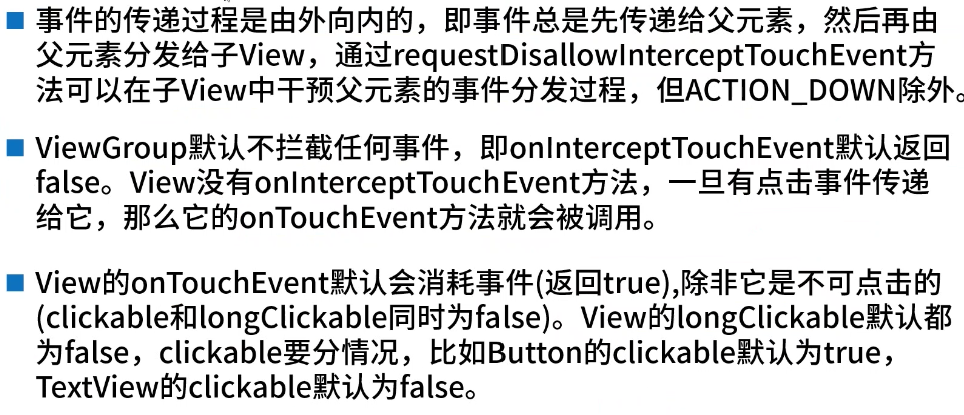 事件的传递过程是由外向内的，即事件总是先传递给父元素，然后再由
父元素分发给子View，通过requestDisallowInterceptTouchEvent方
法可以在子View中干预父元素的事件分发过程，但ACTION_DOWN除外。
ViewGroup默认不拦截任何事件，即onInterceptTouchEvent默认返回
false。View没有onInterceptTouchEvent方法，一旦有点击事件传递
给它，那么它的onTouchEvent方法就会被调用。
View的onTouchEvent默认会消耗事件(返回true),除非它是不可点击的
(clickable和longClickable同时为false)。View的longClickable默认都
为false，clickable要分情况，比如Button的clickable默认为true，
TextView的clickable默认为false。